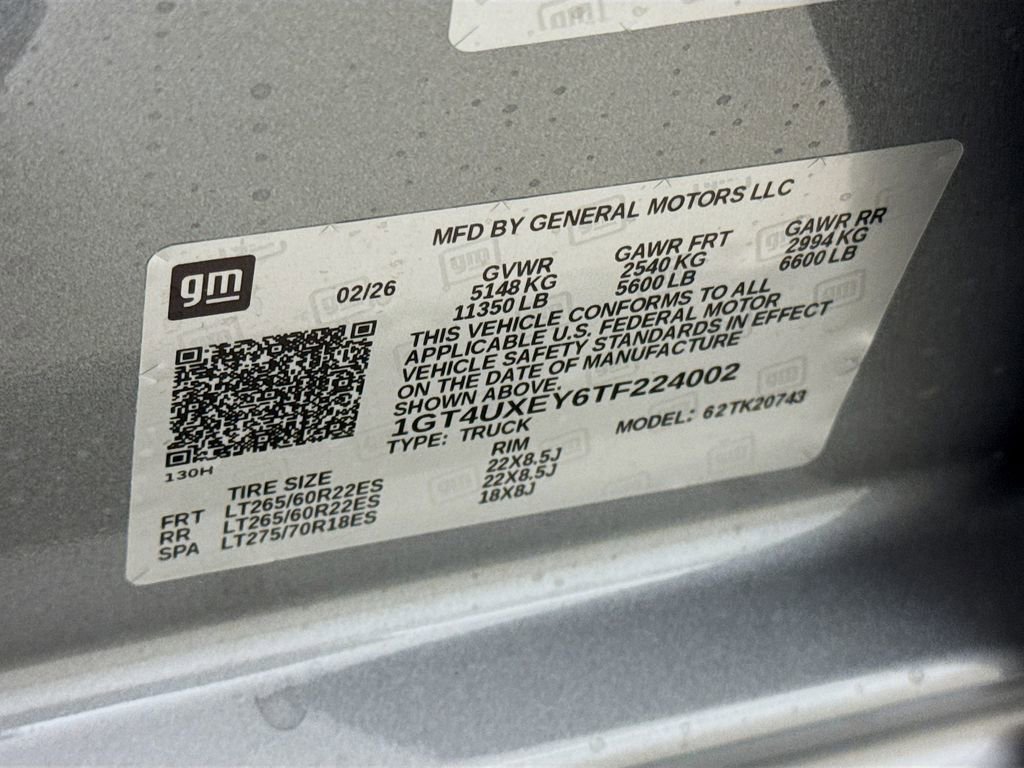 gm
MFD BY GENERAL MOTORS LLC
02/26
GVWR GAWR FRT GAWR RR
5148 KG 2540 KG 2994 KG
11350 LB 5600 LB 6600 LB
THIS VEHICLE CONFORMS TO ALL
APPLICABLE U.S. FEDERAL MOTOR
VEHICLE SAFETY STANDARDS IN EFFECT
ON THE DATE OF MANUFACTURE
SHOWN ABOVE.
1GT4UXEY6TF224002
TYPE: TRUCK MODEL: 62TK20743
130H
TIRE SIZE RIM
FRT LT265/60R22ES 22X8.5J
RR LT265/60R22ES 22X8.5J
SPA LT275/70R18ES 18X8J